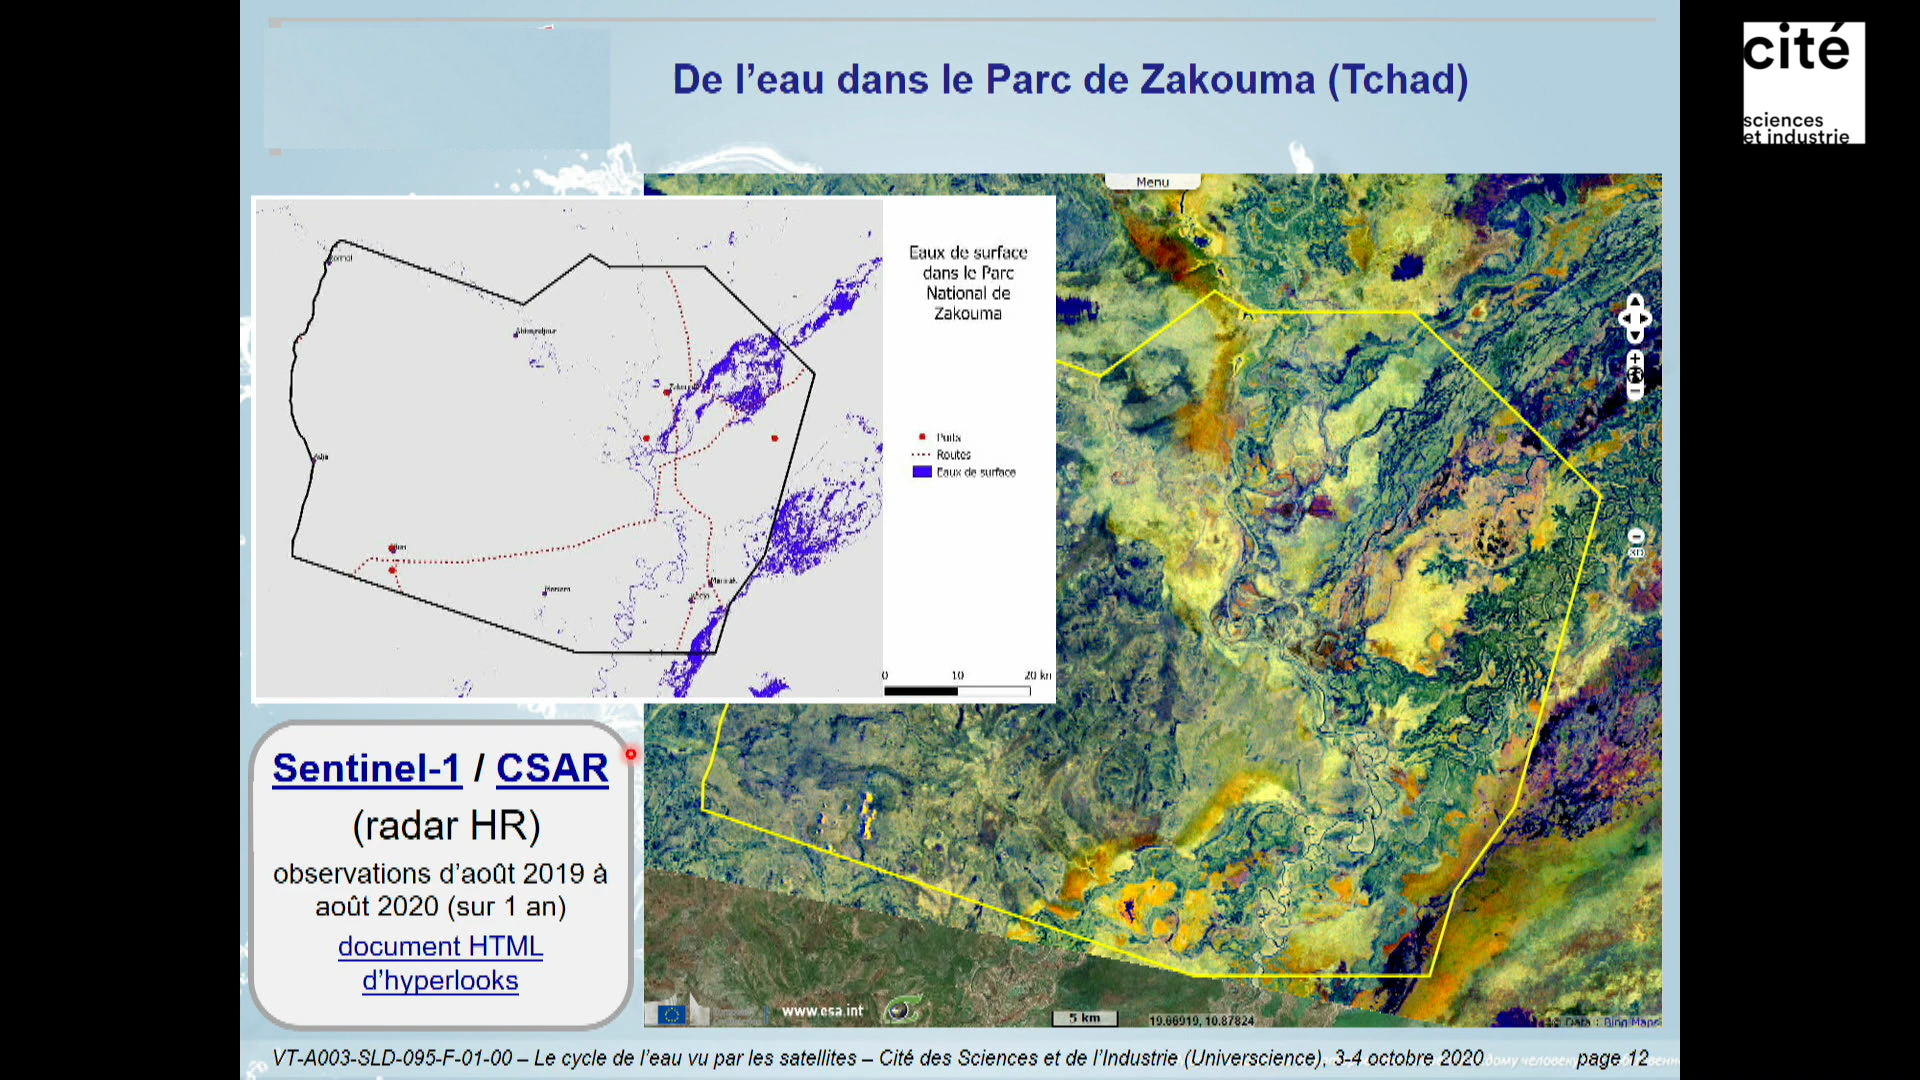 De l'eau dans le Parc de Zakouma (Tchad)
cité
sciences
et industrie
Menu
Eaux de surface
dans le Parc
National de
Zakouma
Puits
Routes
Eaux de surface
0 10 20 km
Sentinel-1 / CSAR
(radar HR)
observations d'août 2019 à
août 2020 (sur 1 an)
document HTML
d'hyperlooks
www.esa.int
5 km
19.66919, 10.87824
© Data : Bing Maps
VT-A003-SLD-095-F-01-00 – Le cycle de l'eau vu par les satellites – Cité des Sciences et de l'Industrie (Universcience), 3-4 octobre 2020
page 12